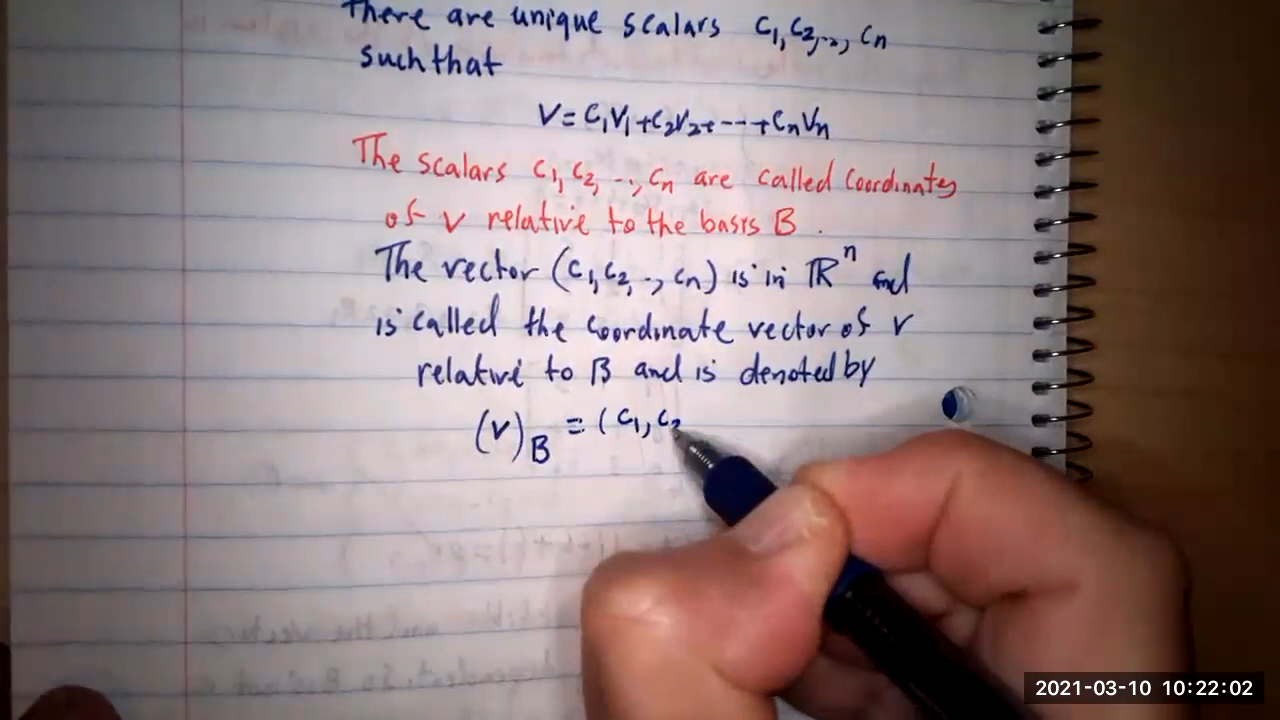 There are unique scalars c₁, c₂, .., cn
such that
V = C₁V₁ + C₂V₂ + --- + CnVn
The scalars c₁, c₂, .., cn are called Coordinates
of v relative to the basis B.
The vector (c₁, c₂, .., cn) is in ℝⁿ and
is called the coordinate vector of v
relative to B and is denoted by
(v)B = (c₁, c₂
2021-03-10 10:22:02